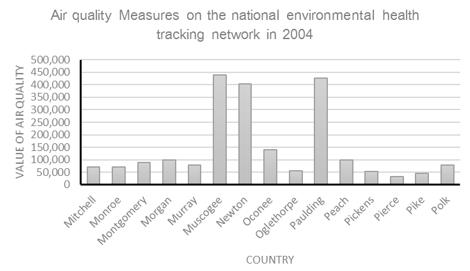 Air quality Measures on the national environmental health
tracking network in 2004
VALUE OF AIR QUALITY
500,000
450,000
400,000
350,000
300,000
250,000
200,000
150,000
100,000
50,000
0
Mitchell
Monroe
Montgomery
Morgan
Murray
Muscogee
Newton
Oconee
Oglethorpe
Paulding
Peach
Pickens
Pierce
Pike
Polk
COUNTRY